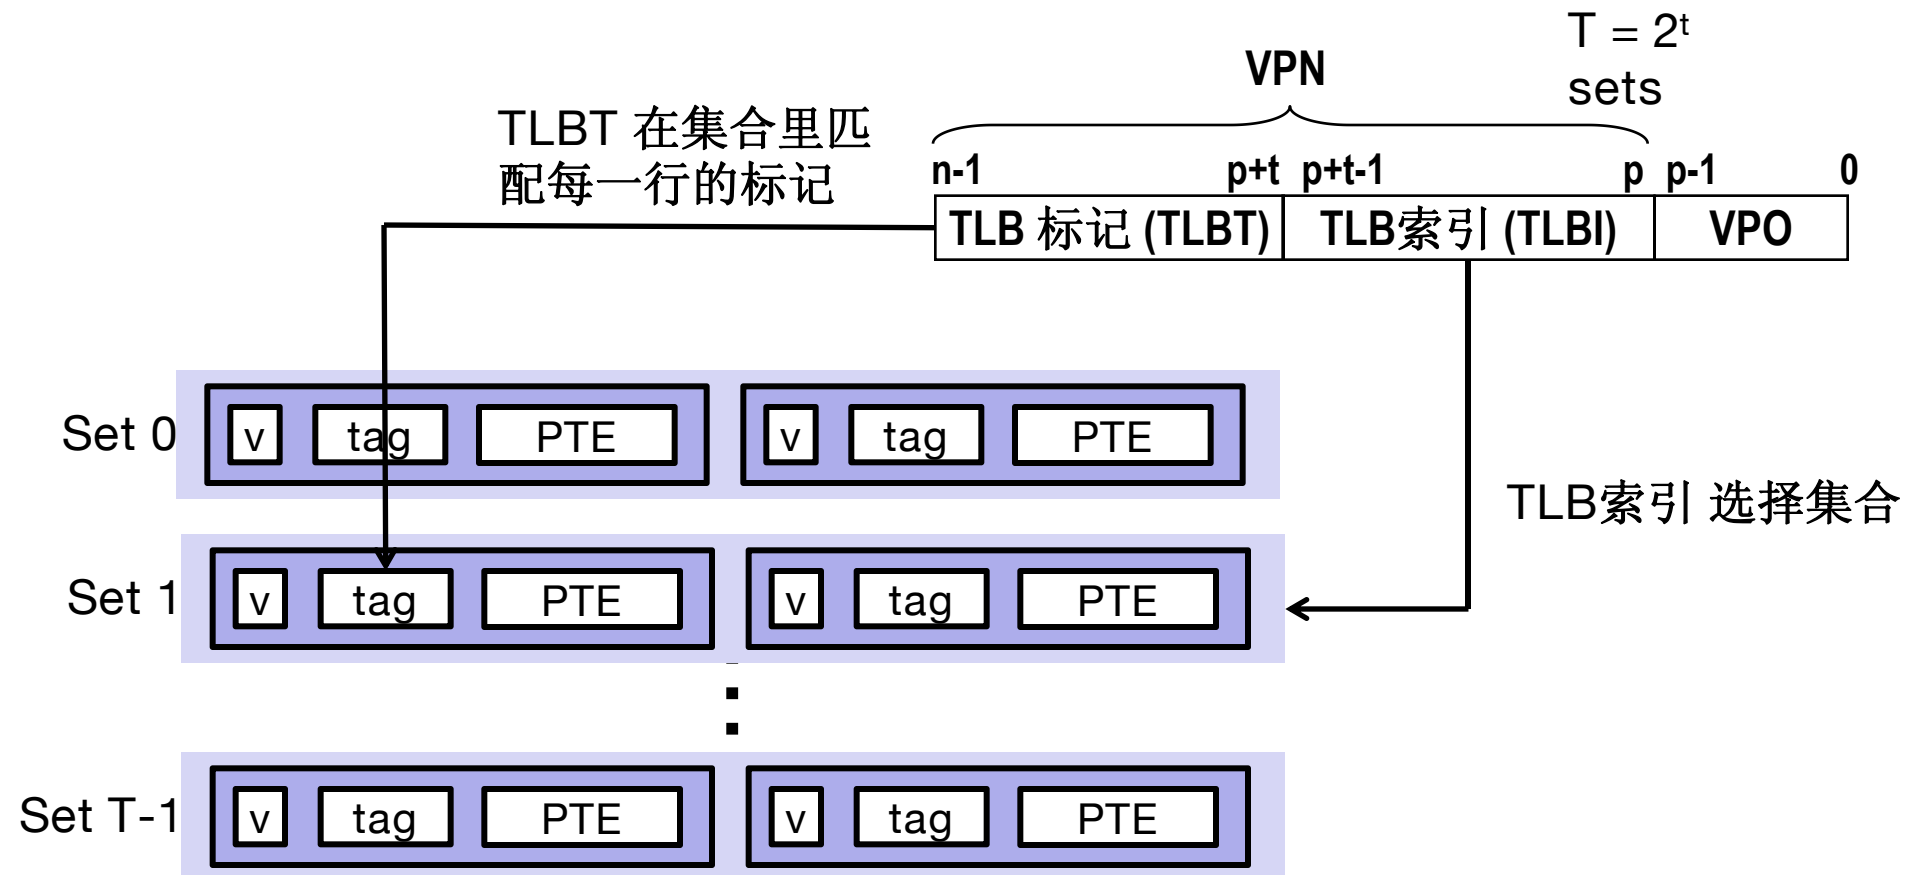 T = 2ᵗ
sets
VPN
TLBT 在集合里匹
配每一行的标记
n-1 p+t p+t-1 p p-1 0
TLB 标记 (TLBT) TLB索引 (TLBI) VPO
Set 0 v tag PTE v tag PTE
TLB索引 选择集合
Set 1 v tag PTE v tag PTE
Set T-1 v tag PTE v tag PTE